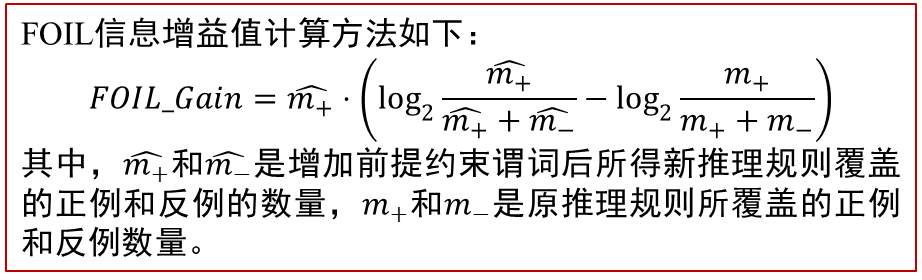 FOIL信息增益值计算方法如下：
$FOIL\_Gain = \widehat{m_+} \cdot \left( \log_2 \frac{\widehat{m_+}}{\widehat{m_+} + \widehat{m_-}} - \log_2 \frac{m_+}{m_+ + m_-} \right)$
其中，$\widehat{m_+}$和$\widehat{m_-}$是增加前提约束谓词后所得新推理规则覆盖
的正例和反例的数量，$m_+$和$m_-$是原推理规则所覆盖的正例
和反例数量。